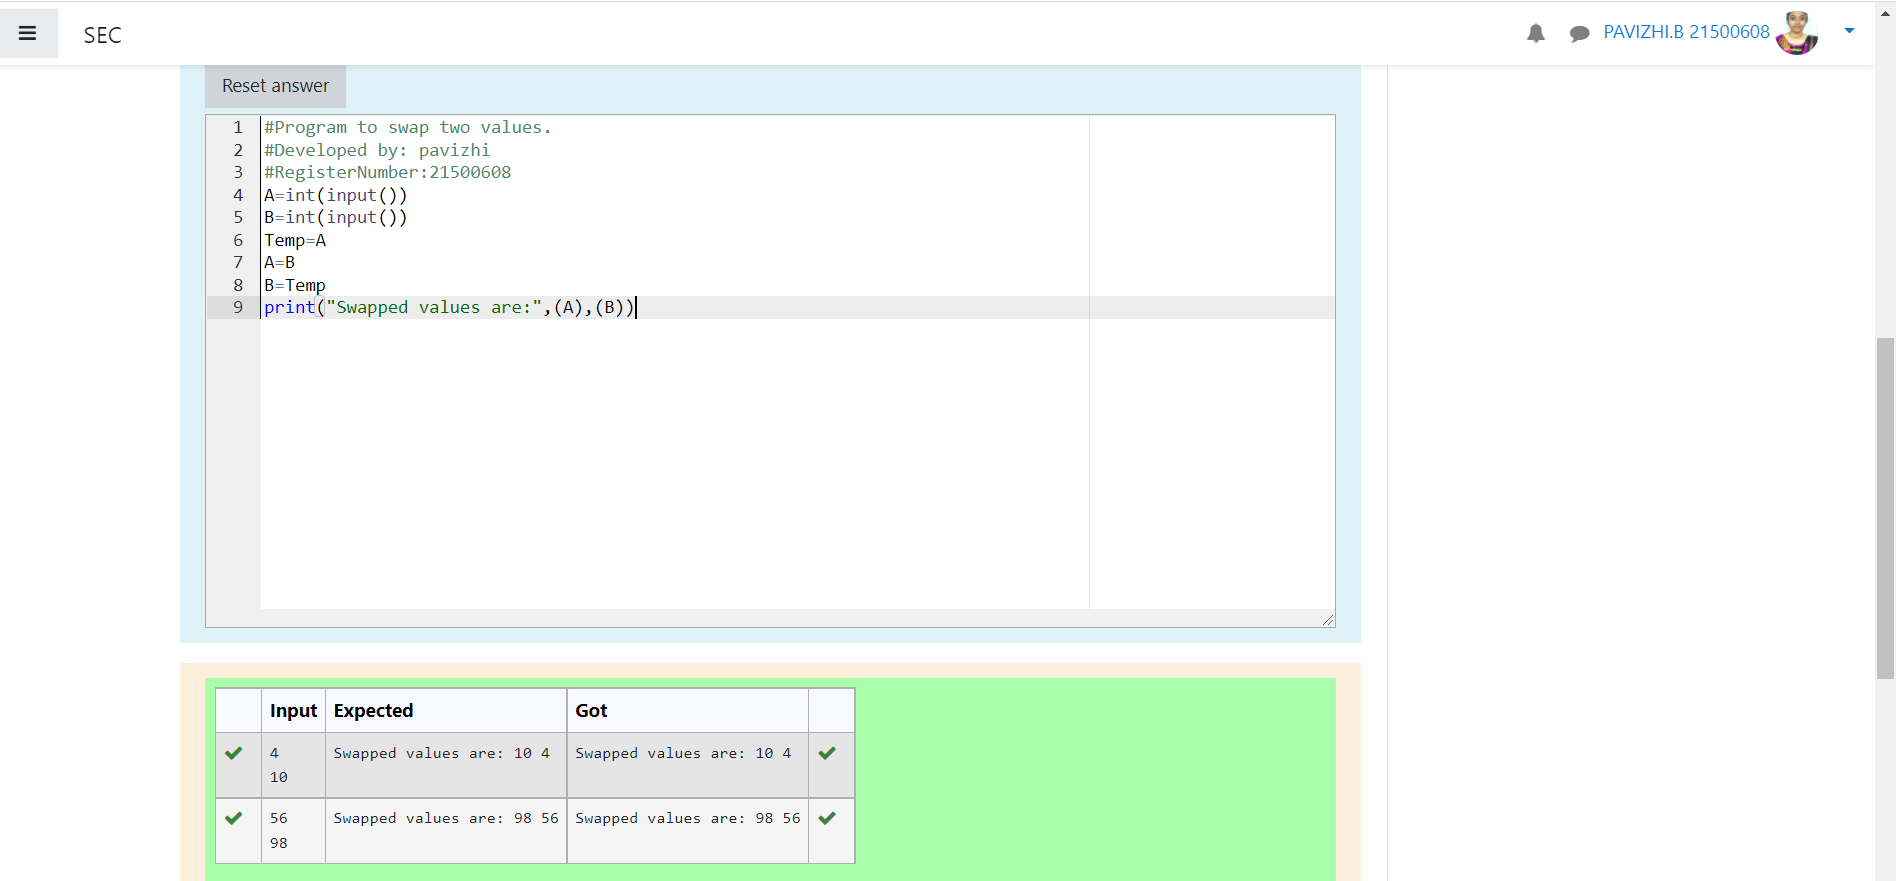 SEC
PAVIZHI.B 21500608
Reset answer
1 #Program to swap two values.
2 #Developed by: pavizhi
3 #RegisterNumber:21500608
4 A=int(input())
5 B=int(input())
6 Temp=A
7 A=B
8 B=Temp
9 print("Swapped values are:",(A),(B))
Input Expected Got
4 Swapped values are: 10 4 Swapped values are: 10 4
10
56 Swapped values are: 98 56 Swapped values are: 98 56
98